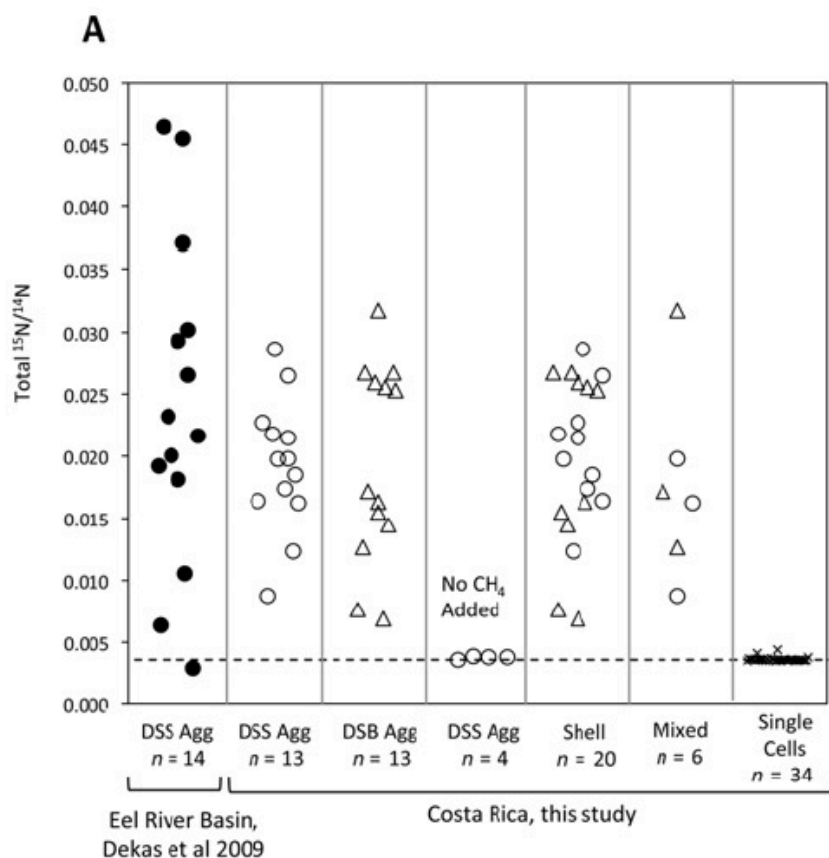 A
Total ¹⁵N/¹⁴N
0.050
0.045
0.040
0.035
0.030
0.025
0.020
0.015
0.010
0.005
0.000
No CH₄
Added
DSS Agg
n = 14
DSS Agg
n = 13
DSB Agg
n = 13
DSS Agg
n = 4
Shell
n = 20
Mixed
n = 6
Single
Cells
n = 34
Eel River Basin,
Dekas et al 2009
Costa Rica, this study